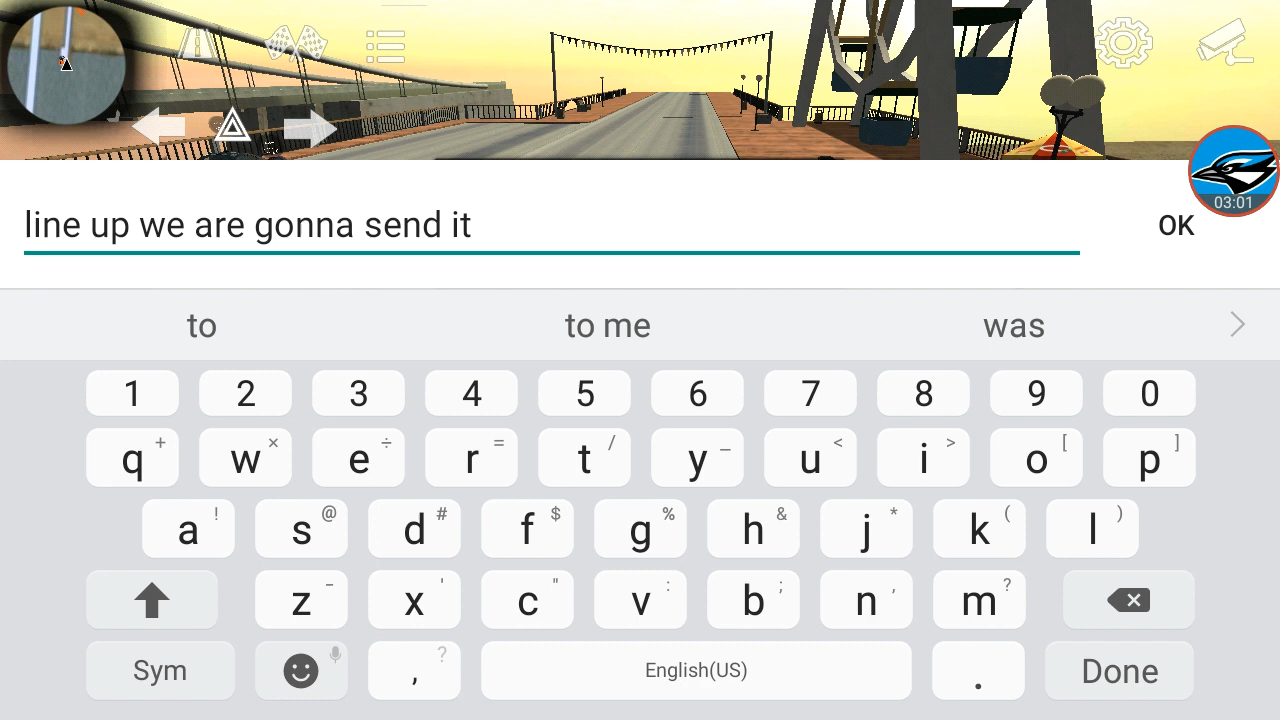 03:01
line up we are gonna send it
OK
to to me was
1 2 3 4 5 6 7 8 9 0
q + w × e ÷ r = t / y _ u < i > o [ p ]
a ! s @ d # f $ g % h & j * k ( l )
z - x ' c " v : b ; n , m ?
Sym , ? English(US) . Done